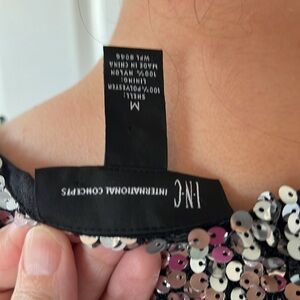 I·N·C
INTERNATIONAL CONCEPTS
M
SHELL:
100% POLYESTER
LINING:
100% NYLON
MADE IN CHINA
WPL 8046